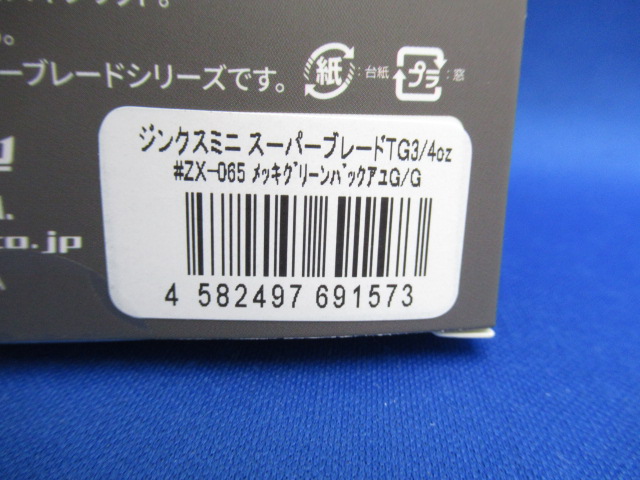 ーブレードシリーズです。
紙
:台紙
プラ
:窓
ジンクスミニ スーパーブレードTG3/4oz
#ZX-065 ﾒｯｷｸﾞﾘｰﾝﾊﾞｯｸｱﾕG/G
4 582497 691573
co.jp